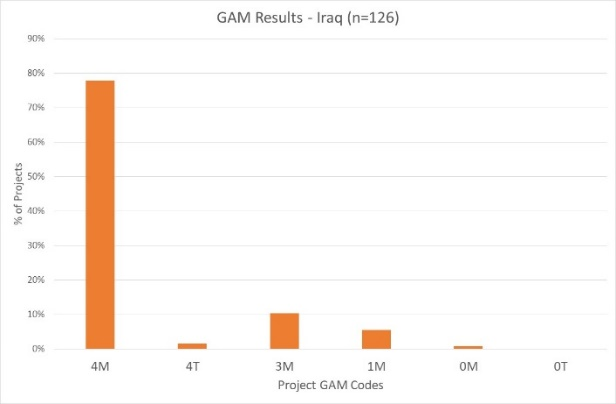 GAM Results - Iraq (n=126)
90%
80%
70%
60%
50%
40%
30%
20%
10%
0%
% of Projects
4M 4T 3M 1M 0M 0T
Project GAM Codes